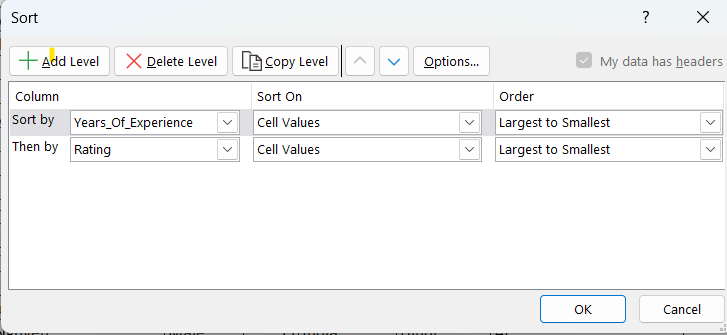 Sort ?
Add Level Delete Level Copy Level Options... My data has headers
Column Sort On Order
Sort by Years_Of_Experience Cell Values Largest to Smallest
Then by Rating Cell Values Largest to Smallest
OK Cancel